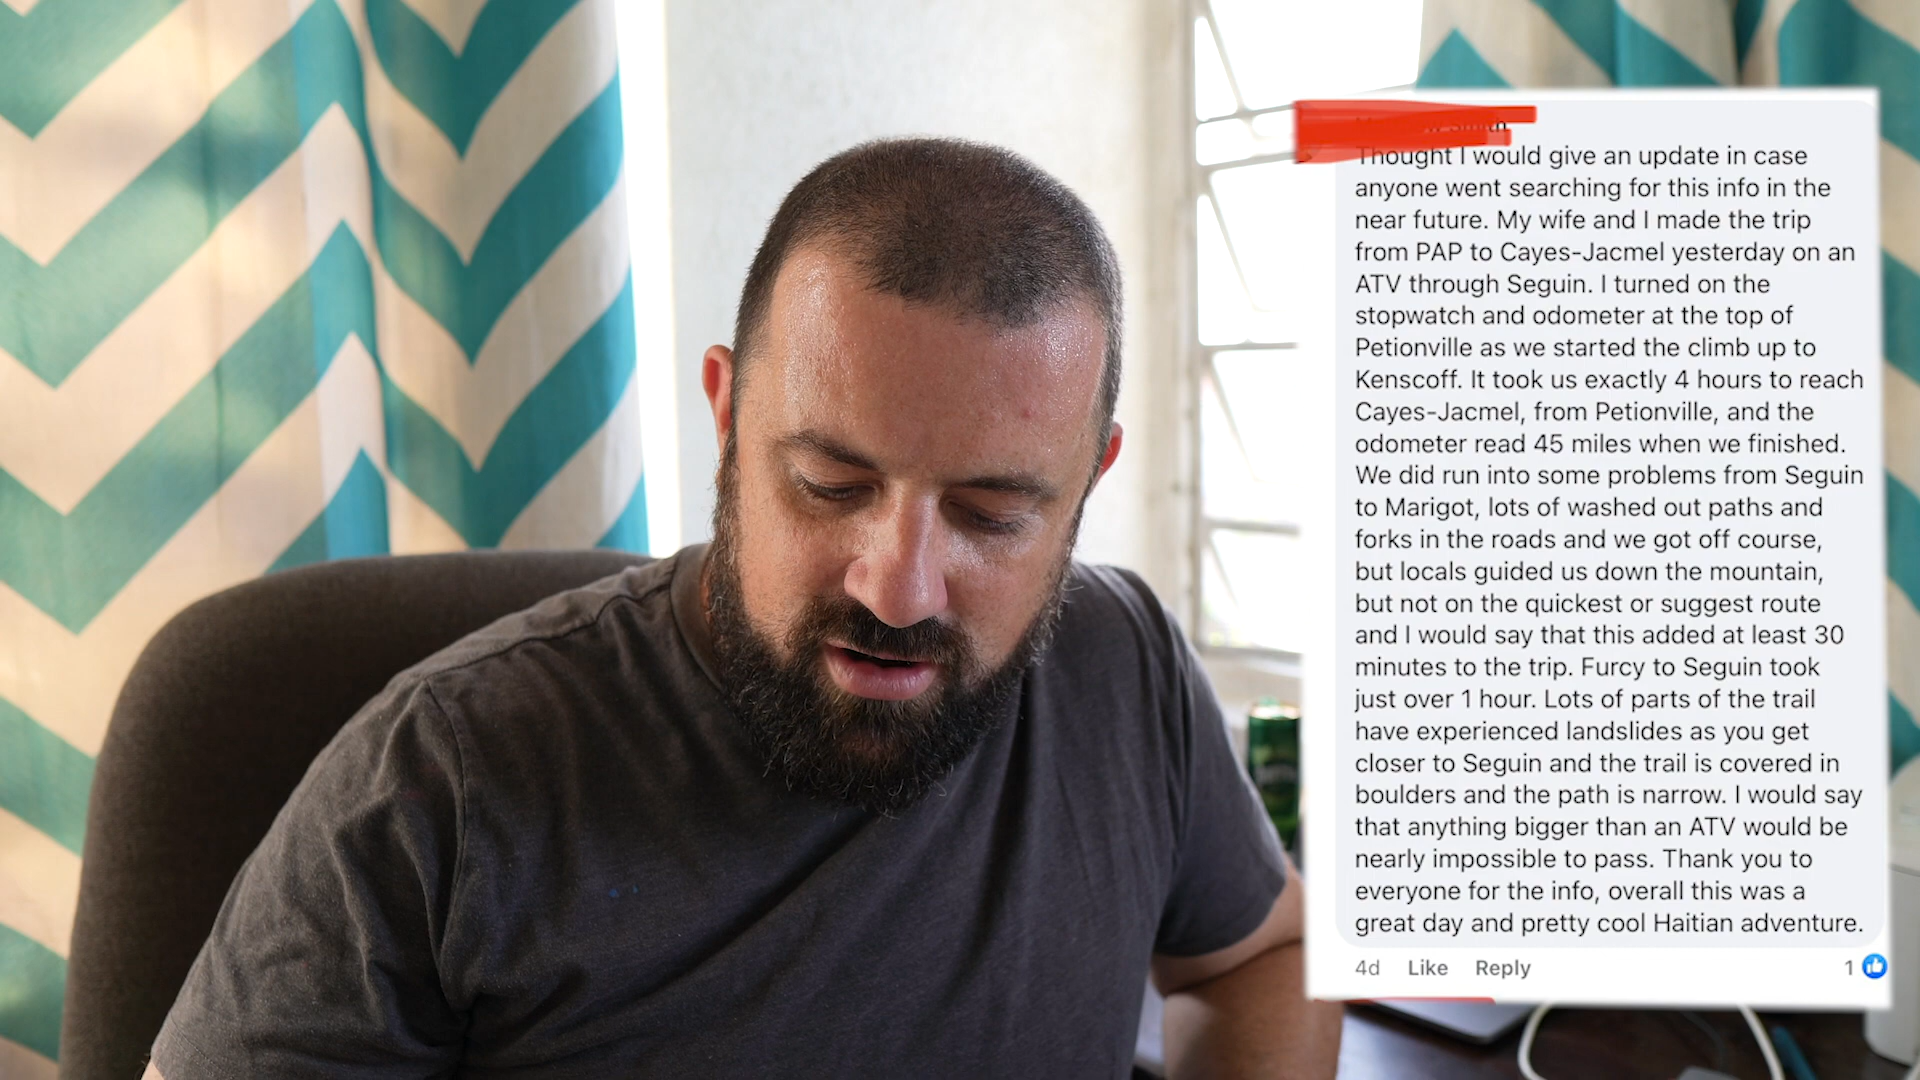 Thought I would give an update in case
anyone went searching for this info in the
near future. My wife and I made the trip
from PAP to Cayes-Jacmel yesterday on an
ATV through Seguin. I turned on the
stopwatch and odometer at the top of
Petionville as we started the climb up to
Kenscoff. It took us exactly 4 hours to reach
Cayes-Jacmel, from Petionville, and the
odometer read 45 miles when we finished.
We did run into some problems from Seguin
to Marigot, lots of washed out paths and
forks in the roads and we got off course,
but locals guided us down the mountain,
but not on the quickest or suggest route
and I would say that this added at least 30
minutes to the trip. Furcy to Seguin took
just over 1 hour. Lots of parts of the trail
have experienced landslides as you get
closer to Seguin and the trail is covered in
boulders and the path is narrow. I would say
that anything bigger than an ATV would be
nearly impossible to pass. Thank you to
everyone for the info, overall this was a
great day and pretty cool Haitian adventure.
4d Like Reply 1